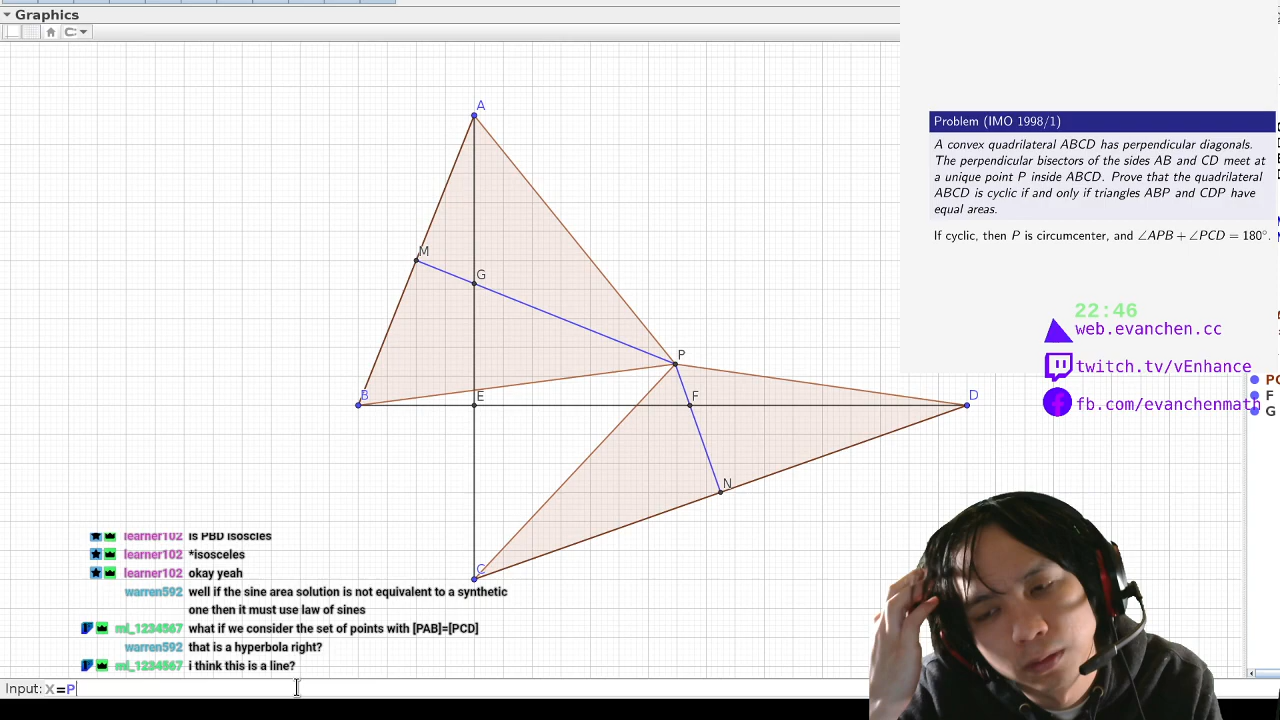 Graphics
Problem (IMO 1998/1)
A convex quadrilateral ABCD has perpendicular diagonals.
The perpendicular bisectors of the sides AB and CD meet at
a unique point P inside ABCD. Prove that the quadrilateral
ABCD is cyclic if and only if triangles ABP and CDP have
equal areas.
If cyclic, then P is circumcenter, and ∠APB + ∠PCD = 180°.
22:46
web.evanchen.cc
twitch.tv/vEnhance
fb.com/evanchenmath
A
M
G
P
B
E
F
D
N
C
F
G
learner102 is PBD isoscles
learner102 *isosceles
learner102 okay yeah
warren592 well if the sine area solution is not equivalent to a synthetic
one then it must use law of sines
ml_1234567 what if we consider the set of points with [PAB]=[PCD]
warren592 that is a hyperbola right?
ml_1234567 i think this is a line?
Input: X=P